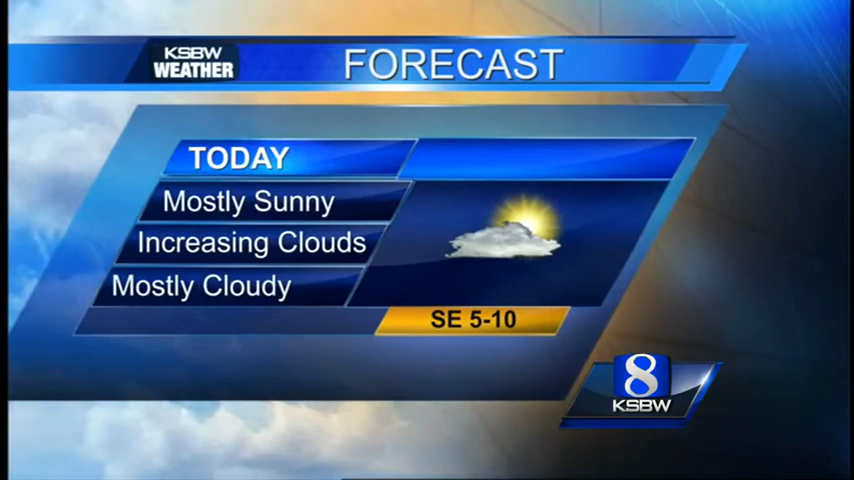 KSBW
WEATHER
FORECAST
TODAY
Mostly Sunny
Increasing Clouds
Mostly Cloudy
SE 5-10
8
KSBW